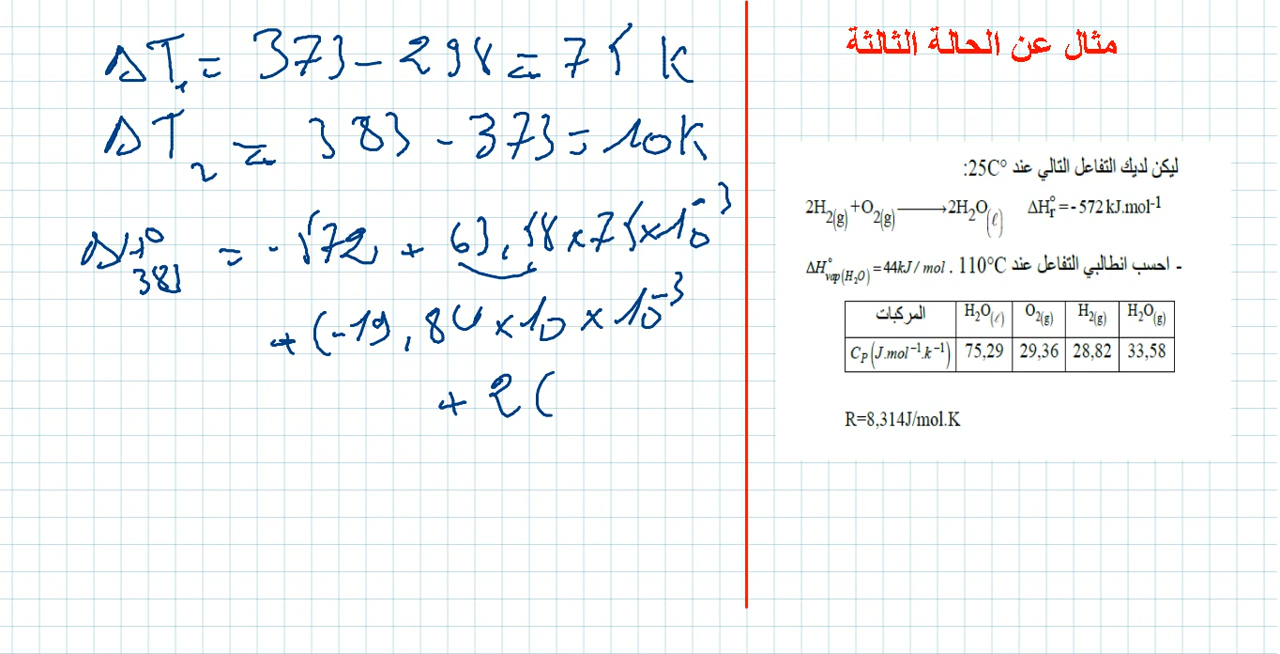 مثال عن الحالة الثالثة
ΔT₁ = 373 - 298 = 75 K
ΔT₂ = 383 - 373 = 10K
ΔH°₃₈₃ = - 572 + 63,58 x 75 x 10⁻³
+ (-19,84 x 10 x 10⁻³
+ 2 (
ليكن لديك التفاعل التالي عند 25C°:
2H₂(g)+O₂(g)⟶2H₂O(ℓ) ΔH°r =-572 kJ.mol⁻¹
- احسب انطالبي التفاعل عند 110°C . ΔH°vap(H₂O) =44kJ / mol
المركبات H₂O(ℓ) O₂(g) H₂(g) H₂O(g)
Cₚ(J.mol⁻¹.k⁻¹) 75,29 29,36 28,82 33,58
R=8,314J/mol.K